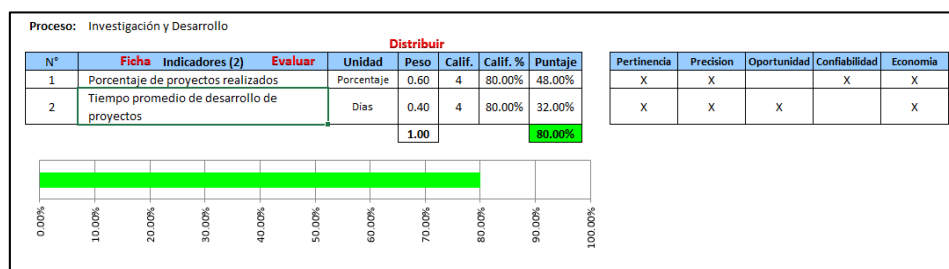 Proceso: Investigación y Desarrollo
Distribuir
N° Ficha Indicadores (2) Evaluar Unidad Peso Calif. Calif. % Puntaje Pertinencia Precision Oportunidad Confiabilidad Economia
1 Porcentaje de proyectos realizados Porcentaje 0.60 4 80.00% 48.00% X X X X
2 Tiempo promedio de desarrollo de proyectos Días 0.40 4 80.00% 32.00% X X X X
1.00 80.00%
0.00% 10.00% 20.00% 30.00% 40.00% 50.00% 60.00% 70.00% 80.00% 90.00% 100.00%